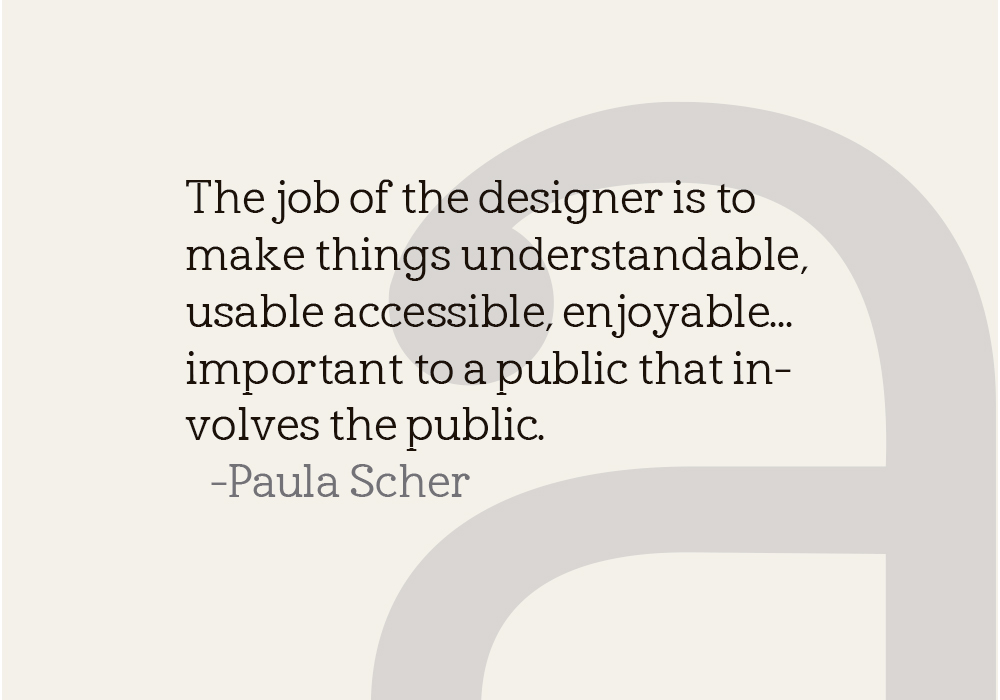 The job of the designer is to
make things understandable,
usable accessible, enjoyable...
important to a public that in-
volves the public.
-Paula Scher
a